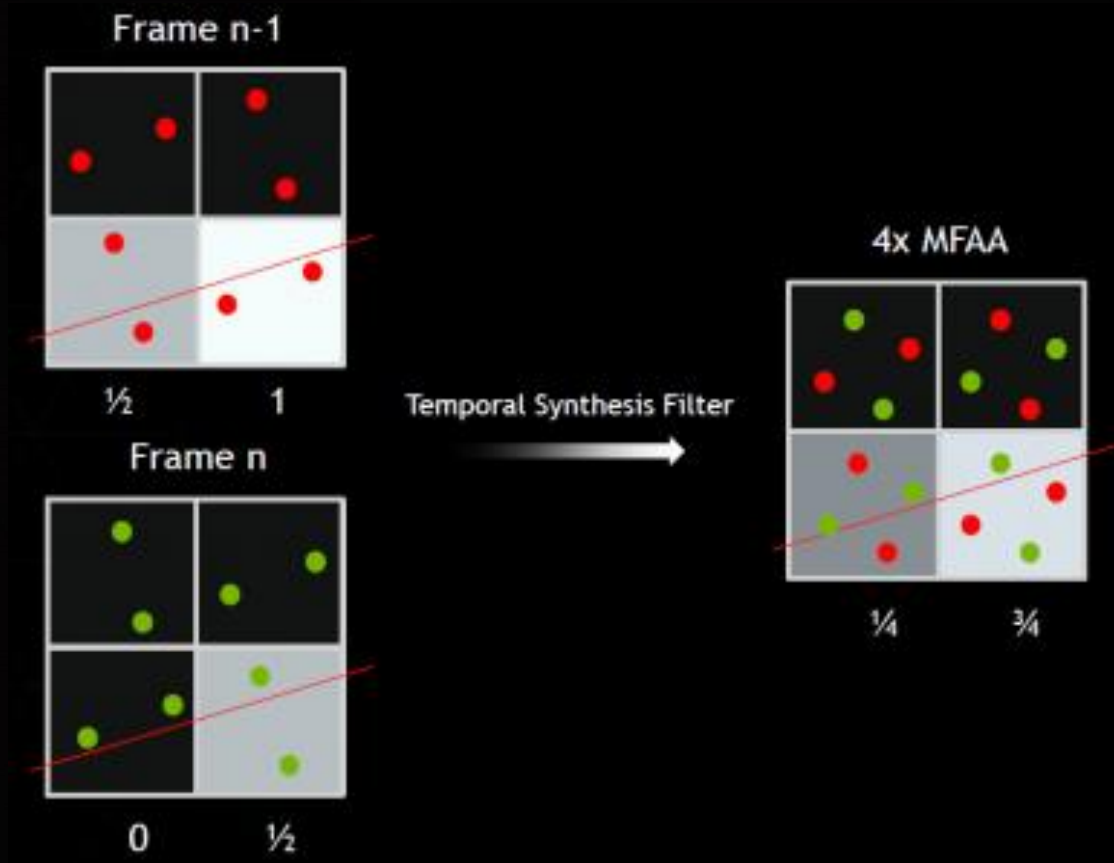 Frame n-1
½ 1
Temporal Synthesis Filter
Frame n
0 ½
4x MFAA
¼ ¾